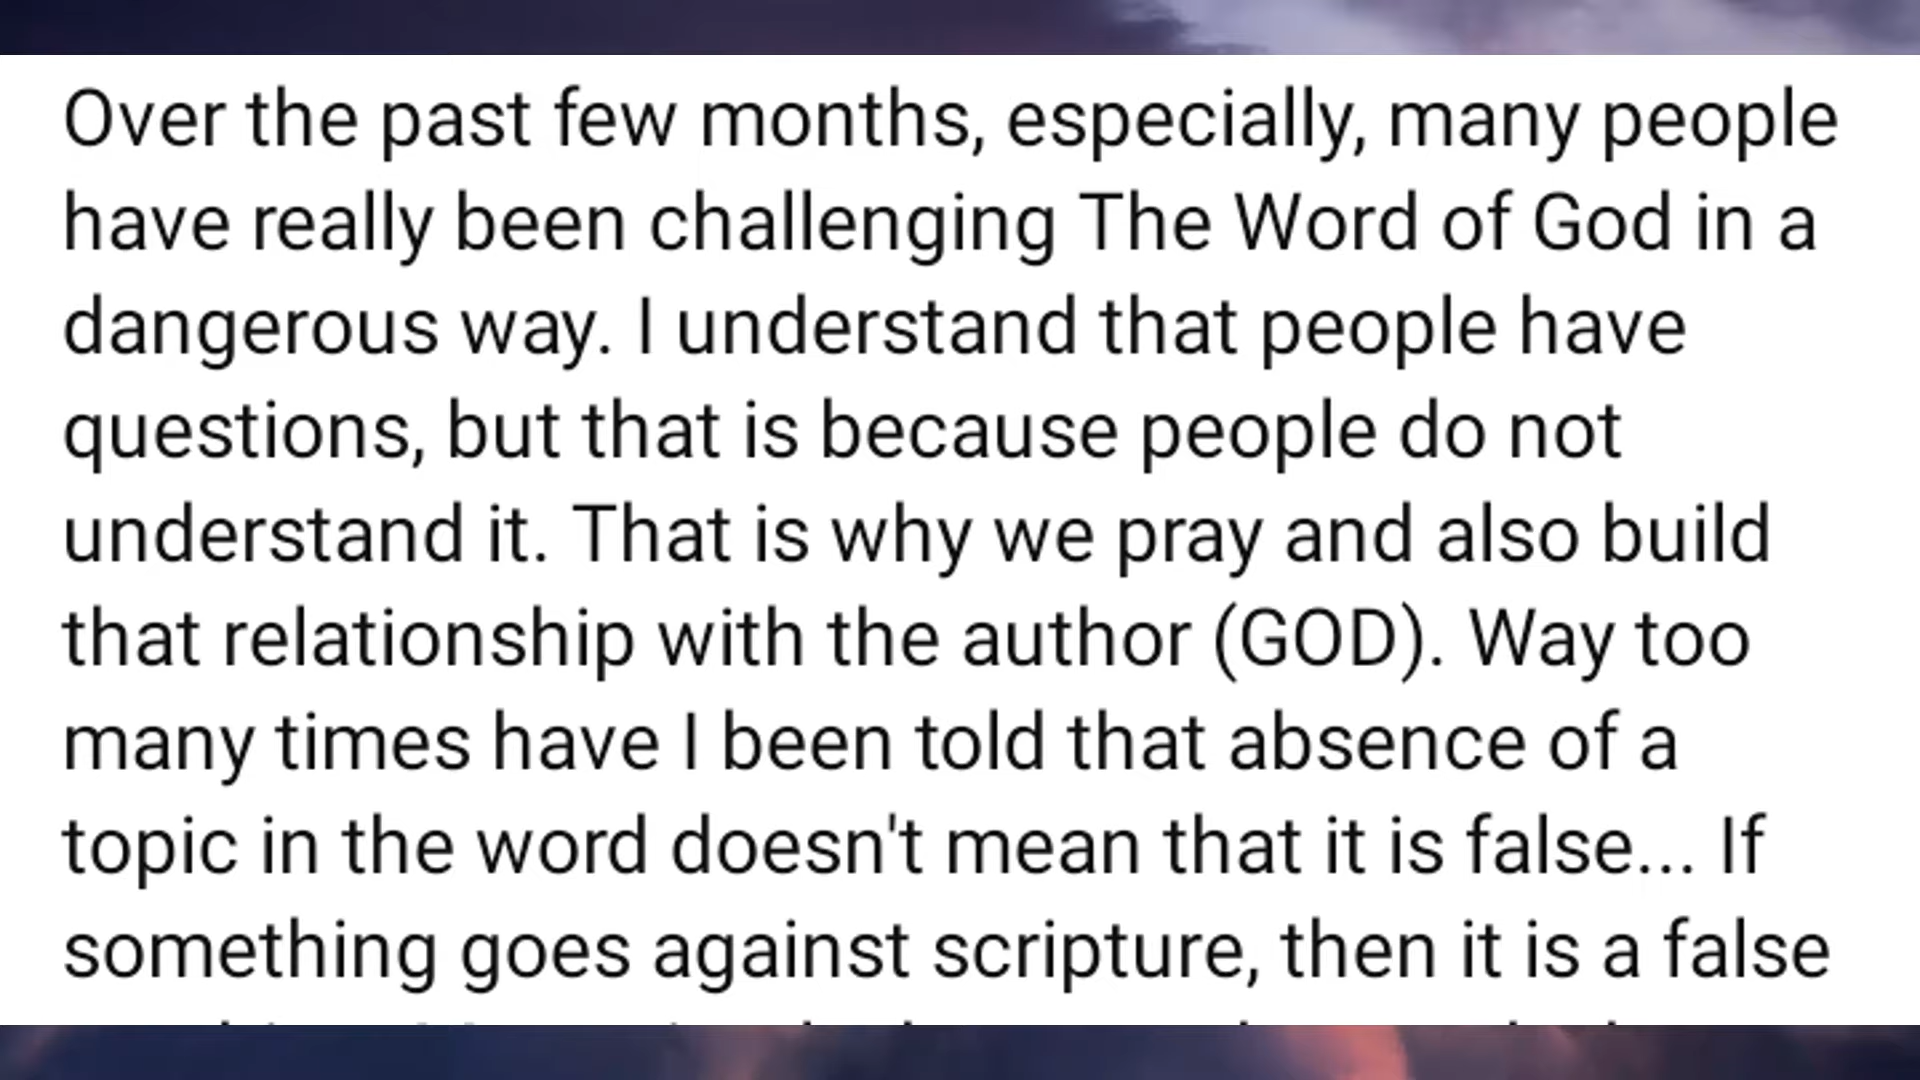 Over the past few months, especially, many people
have really been challenging The Word of God in a
dangerous way. I understand that people have
questions, but that is because people do not
understand it. That is why we pray and also build
that relationship with the author (GOD). Way too
many times have I been told that absence of a
topic in the word doesn't mean that it is false... If
something goes against scripture, then it is a false